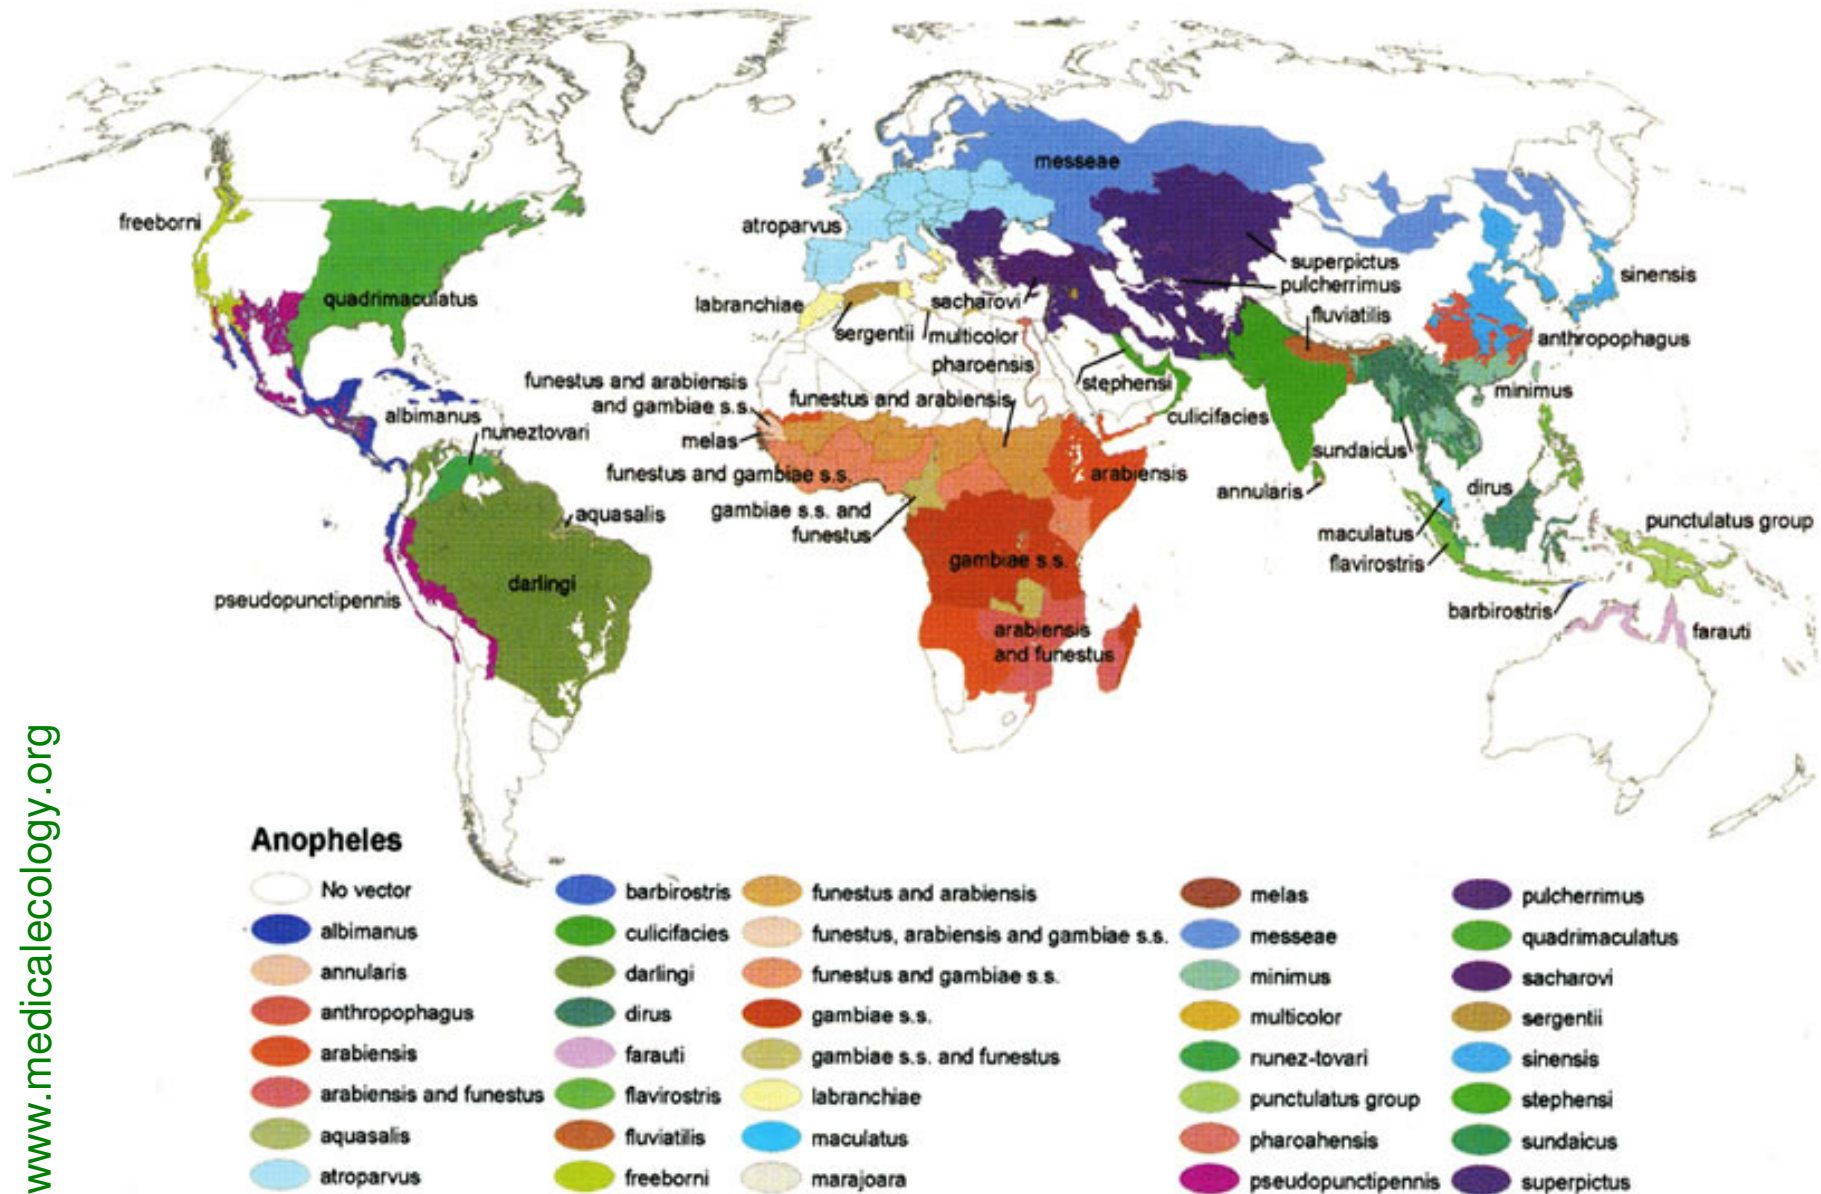 messeae
freeborni
atroparvus
superpictus
pulcherrimus
sinensis
quadrimaculatus
labranchiae
sacharovi
fluviatilis
sergentii
multicolor
anthropophagus
pharoensis
stephensi
minimus
funestus and arabiensis
and gambiae s.s.
funestus and arabiensis
culicifacies
albimanus
nuneztovari
melas
sundaicus
funestus and gambiae s.s.
arabiensis
annularis
dirus
gambiae s.s. and
funestus
aquasalis
maculatus
punctulatus group
flavirostris
gambiae s.s.
darlingi
pseudopunctipennis
barbirostris
arabiensis
and funestus
farauti
www.medicalecology.org
Anopheles
No vector
albimanus
annularis
anthropophagus
arabiensis
arabiensis and funestus
aquasalis
atroparvus
barbirostris
culicifacies
darlingi
dirus
farauti
flavirostris
fluviatilis
freeborni
funestus and arabiensis
funestus, arabiensis and gambiae s.s.
funestus and gambiae s.s.
gambiae s.s.
gambiae s.s. and funestus
labranchiae
maculatus
marajoara
melas
messeae
minimus
multicolor
nunez-tovari
punctulatus group
pharoahensis
pseudopunctipennis
pulcherrimus
quadrimaculatus
sacharovi
sergentii
sinensis
stephensi
sundaicus
superpictus